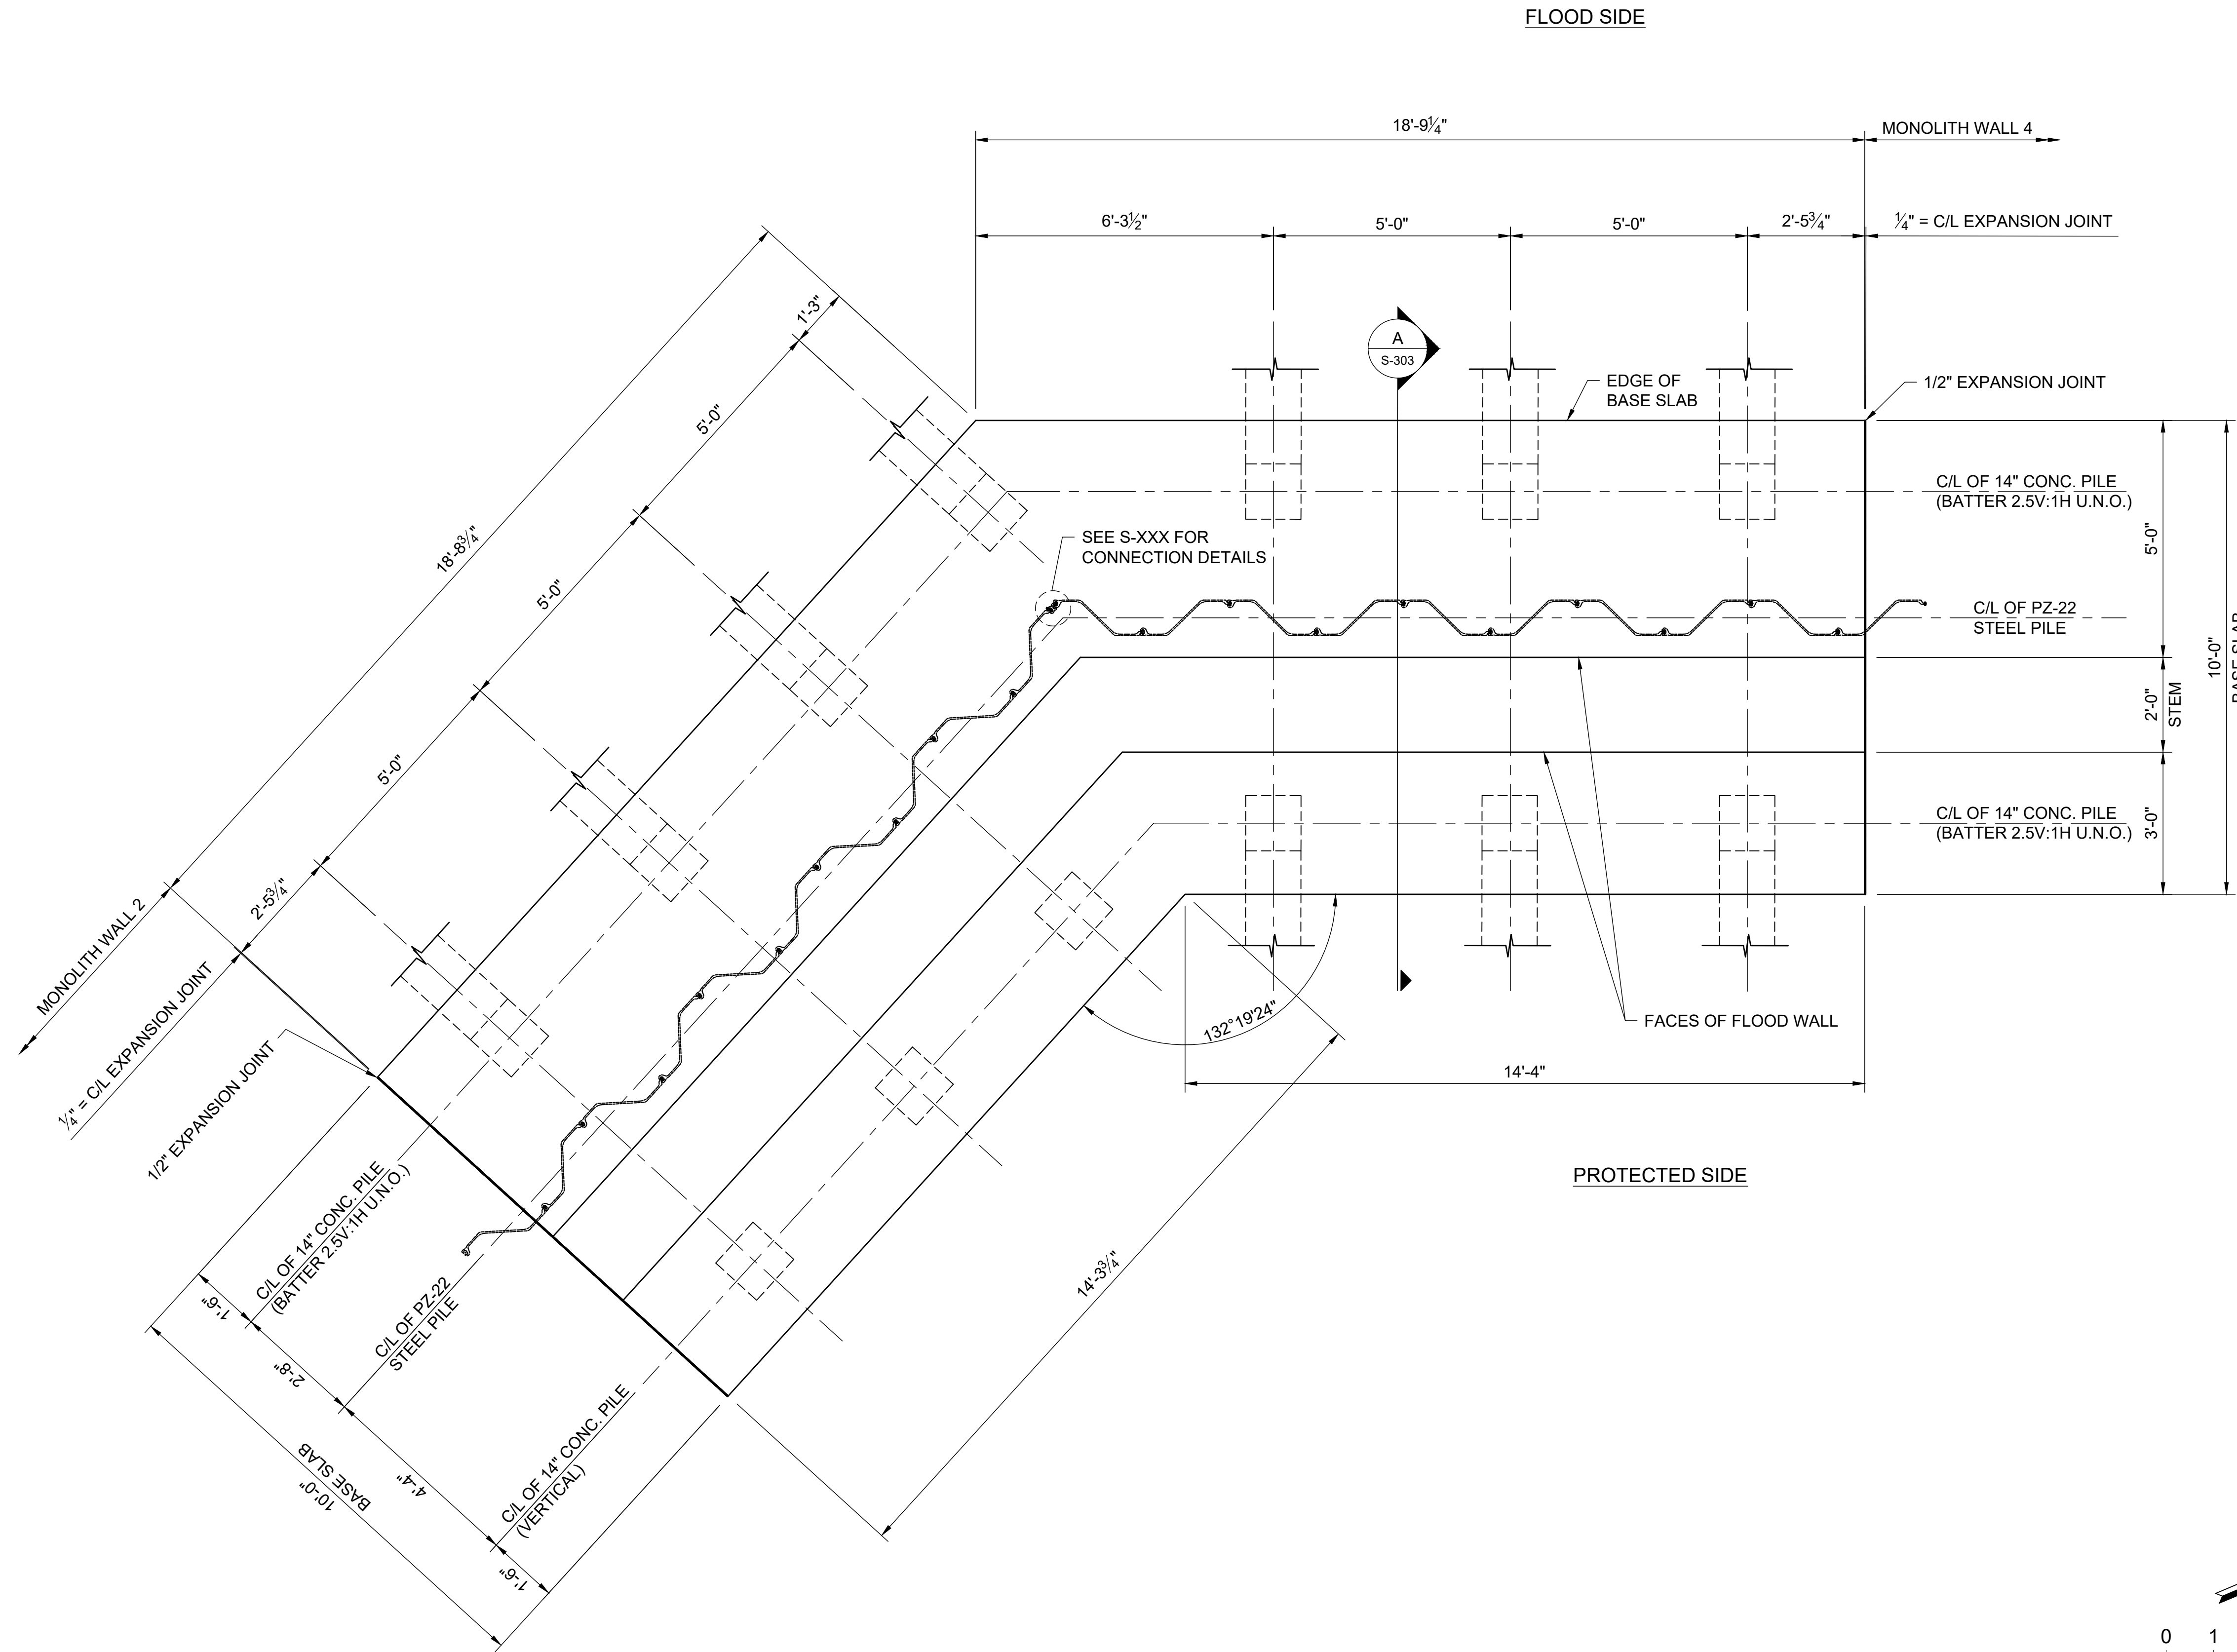 FLOOD SIDE
18'-9¼"
MONOLITH WALL 4
6'-3½"
5'-0"
5'-0"
2'-5¾"
¼" = C/L EXPANSION JOINT
1'-3"
5'-0"
5'-0"
5'-0"
2'-5¾"
18'-8¾"
A
S-303
EDGE OF
BASE SLAB
1/2" EXPANSION JOINT
C/L OF 14" CONC. PILE
(BATTER 2.5V:1H U.N.O.)
SEE S-XXX FOR
CONNECTION DETAILS
5'-0"
C/L OF PZ-22
STEEL PILE
10'-0"
BASE SLAB
2'-0"
STEM
C/L OF 14" CONC. PILE
(BATTER 2.5V:1H U.N.O.)
3'-0"
MONOLITH WALL 2
¼" = C/L EXPANSION JOINT
1/2" EXPANSION JOINT
132°19'24"
FACES OF FLOOD WALL
14'-4"
PROTECTED SIDE
14'-3¾"
C/L OF 14" CONC. PILE
(BATTER 2.5V:1H U.N.O.)
C/L OF PZ-22
STEEL PILE
C/L OF 14" CONC. PILE
(VERTICAL)
1'-6"
2'-8"
4'-4"
1'-6"
BASE SLAB
10'-0"
0 1